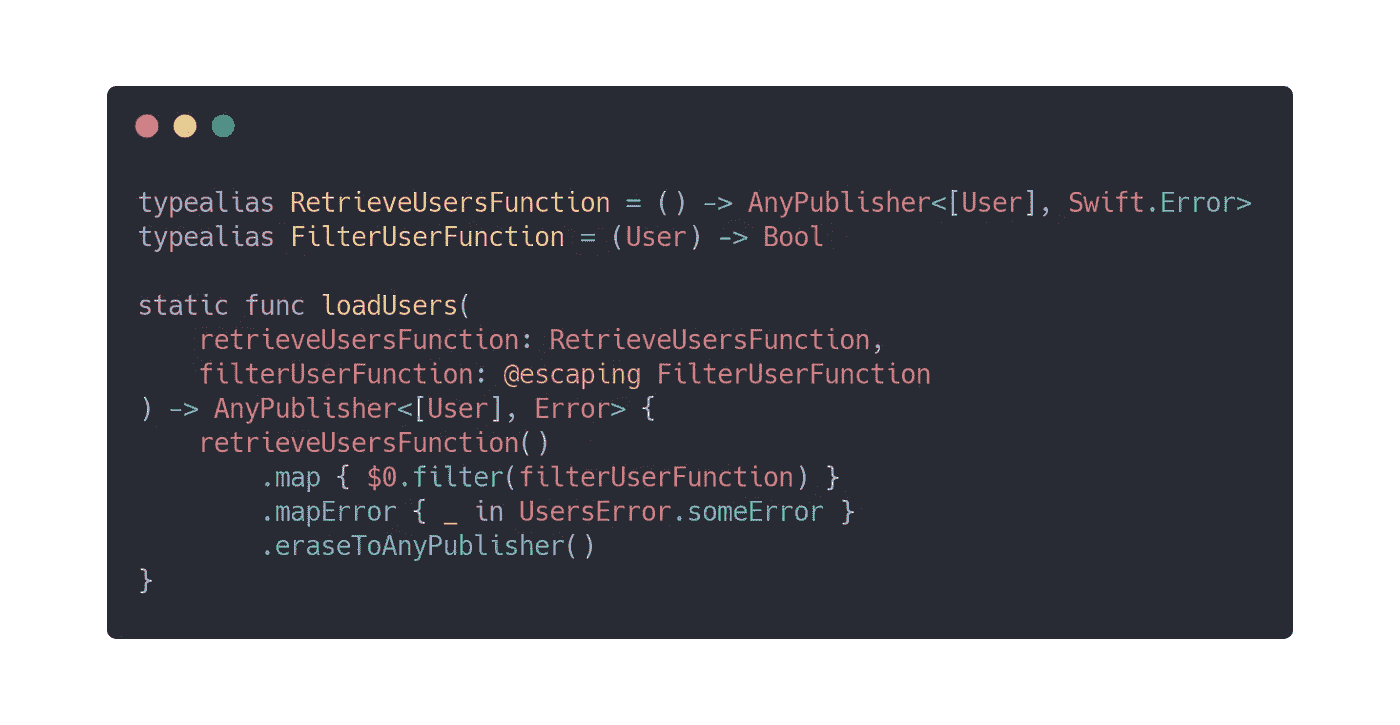 typealias RetrieveUsersFunction = () -> AnyPublisher<[User], Swift.Error>
typealias FilterUserFunction = (User) -> Bool

static func loadUsers(
    retrieveUsersFunction: RetrieveUsersFunction,
    filterUserFunction: @escaping FilterUserFunction
) -> AnyPublisher<[User], Error> {
    retrieveUsersFunction()
        .map { $0.filter(filterUserFunction) }
        .mapError { _ in UsersError.someError }
        .eraseToAnyPublisher()
}